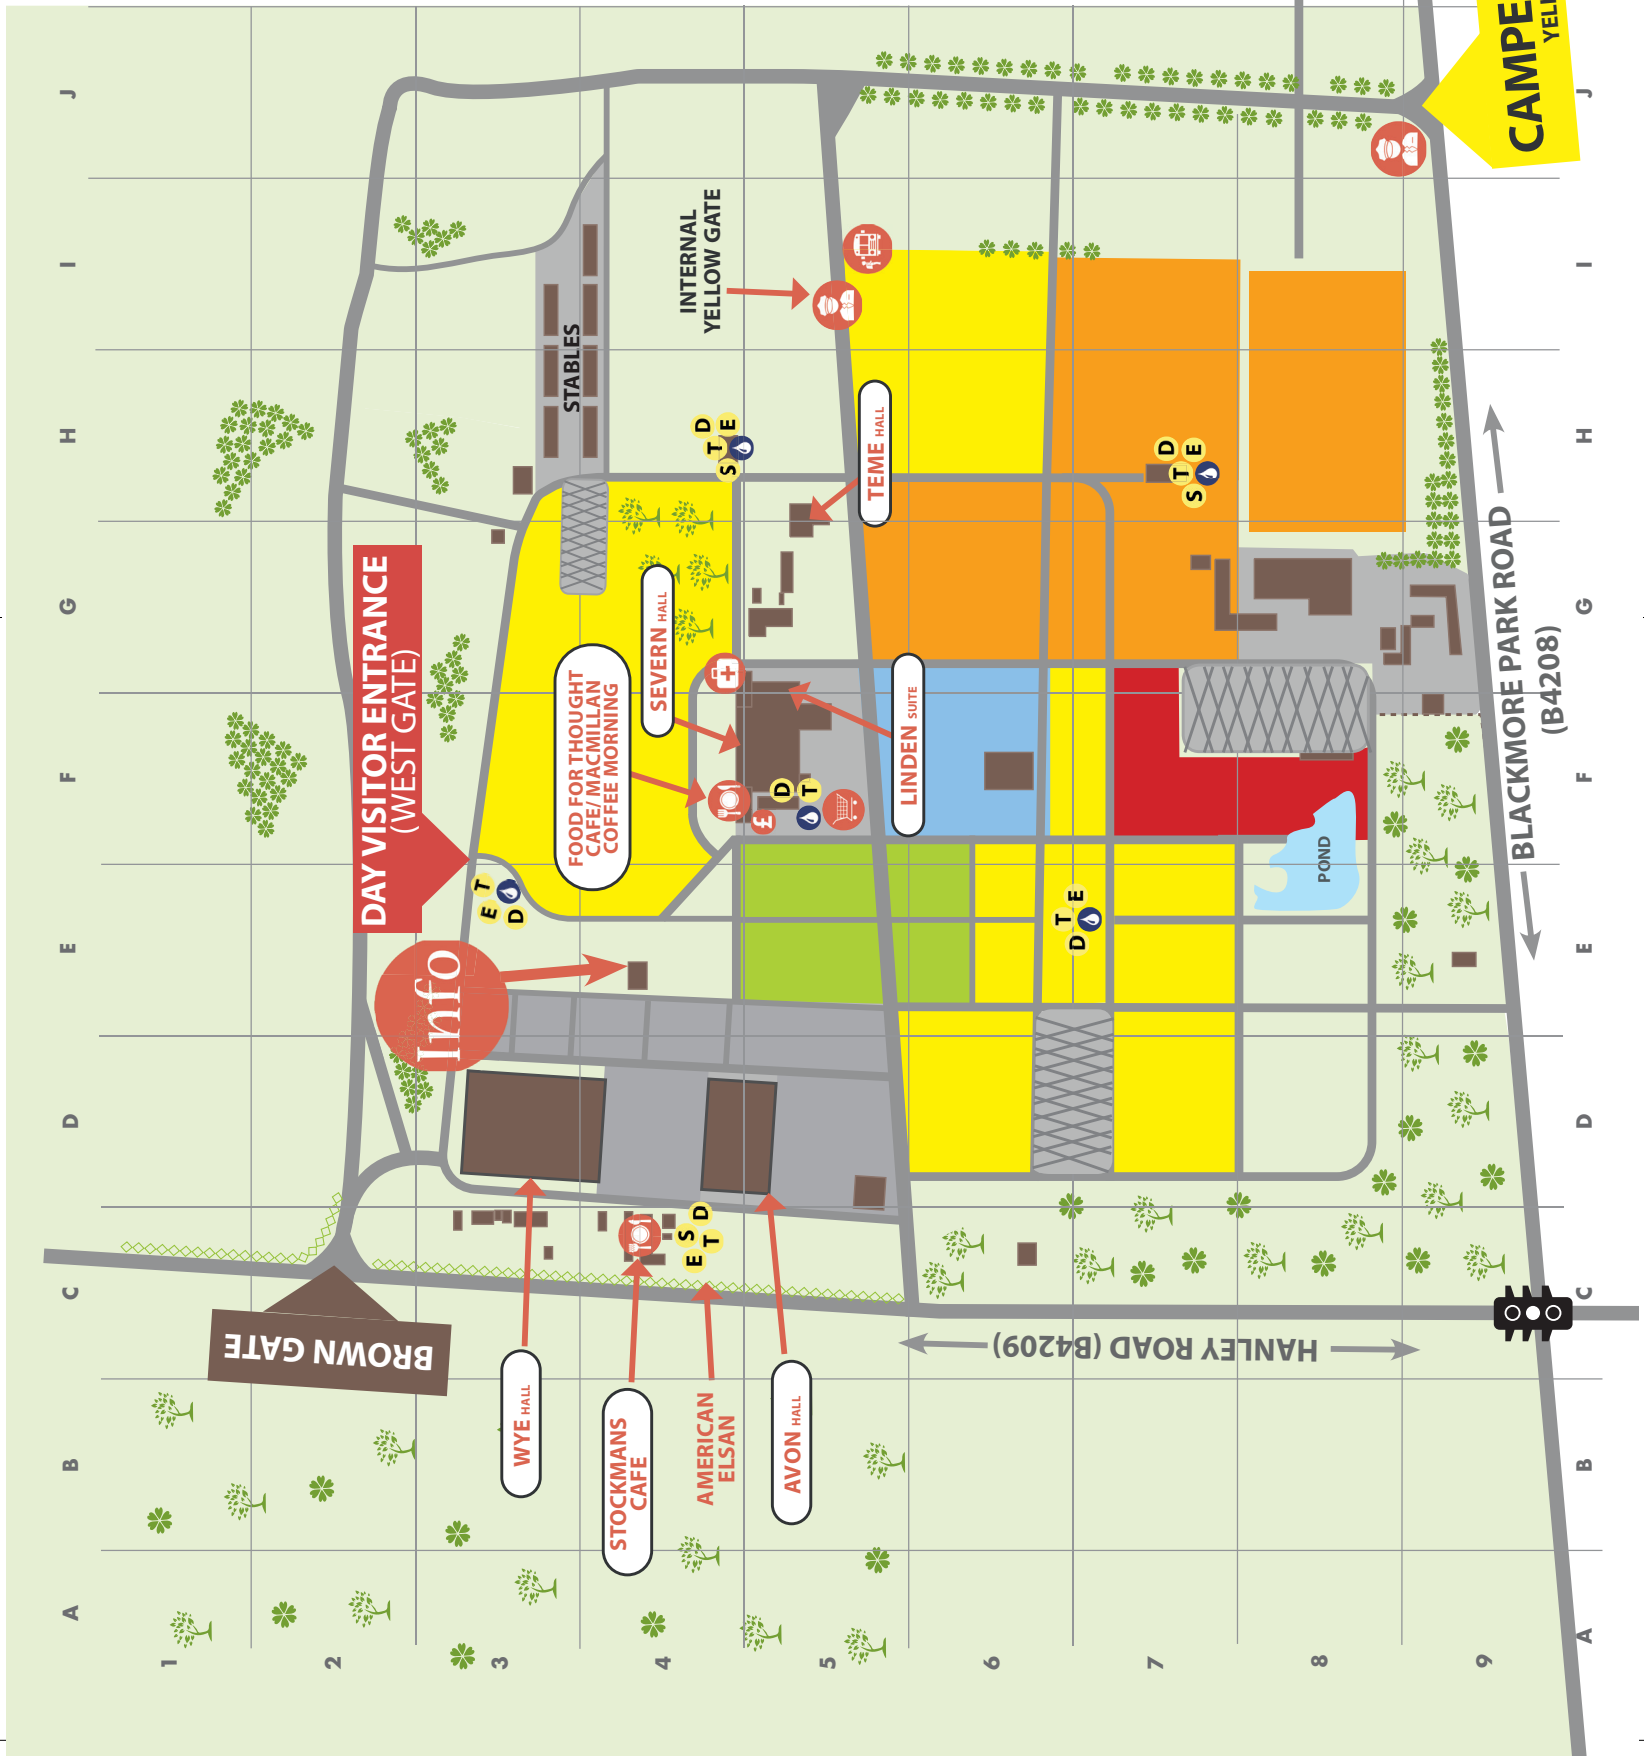 A
B
C
D
E
F
G
H
I
J
1
2
3
4
5
6
7
8
9
A
B
C
D
E
F
G
H
I
J
BROWN GATE
DAY VISITOR ENTRANCE
(WEST GATE)
Info
WYE HALL
STOCKMANS
CAFE
AMERICAN
ELSAN
AVON HALL
FOOD FOR THOUGHT
CAFE/ MACMILLAN
COFFEE MORNING
SEVERN HALL
LINDEN SUITE
TEME HALL
STABLES
INTERNAL
YELLOW GATE
POND
HANLEY ROAD (B4209)
BLACKMORE PARK ROAD
(B4208)
CAMPE
YELL
£
E T
D
E S D
T
D T
S T D
E
D T E
S T D
E